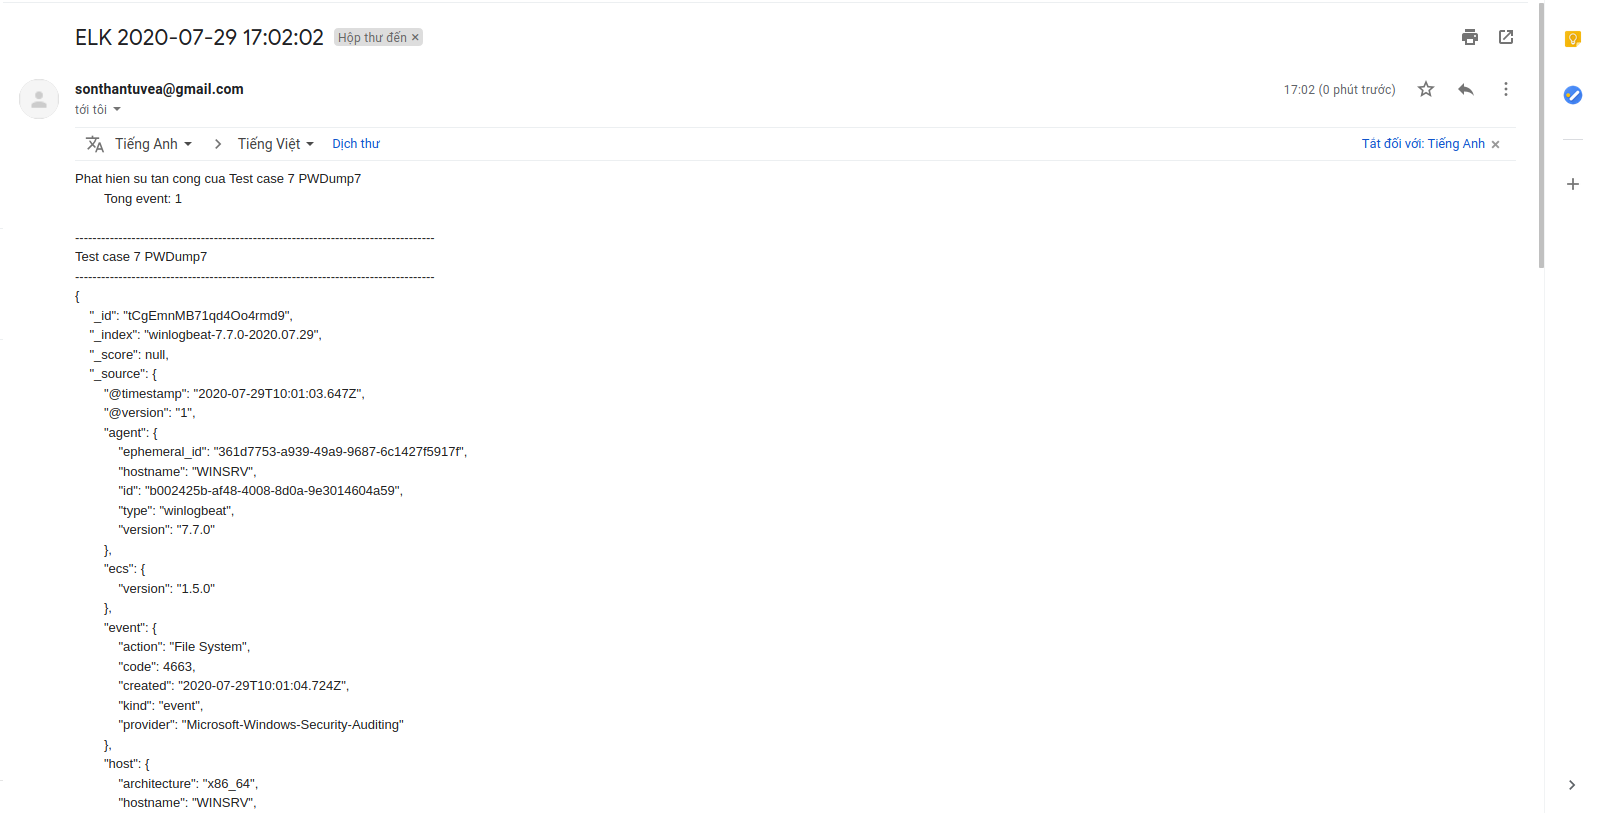 ELK 2020-07-29 17:02:02 Hộp thư đến ×
sonthantuvea@gmail.com 17:02 (0 phút trước)
tới tôi
Tiếng Anh > Tiếng Việt Dịch thư Tắt đối với: Tiếng Anh ×
Phat hien su tan cong cua Test case 7 PWDump7
Tong event: 1
-----------------------------------------------------------------------------------
Test case 7 PWDump7
-----------------------------------------------------------------------------------
{
"_id": "tCgEmnMB71qd4Oo4rmd9",
"_index": "winlogbeat-7.7.0-2020.07.29",
"_score": null,
"_source": {
"@timestamp": "2020-07-29T10:01:03.647Z",
"@version": "1",
"agent": {
"ephemeral_id": "361d7753-a939-49a9-9687-6c1427f5917f",
"hostname": "WINSRV",
"id": "b002425b-af48-4008-8d0a-9e3014604a59",
"type": "winlogbeat",
"version": "7.7.0"
},
"ecs": {
"version": "1.5.0"
},
"event": {
"action": "File System",
"code": 4663,
"created": "2020-07-29T10:01:04.724Z",
"kind": "event",
"provider": "Microsoft-Windows-Security-Auditing"
},
"host": {
"architecture": "x86_64",
"hostname": "WINSRV",